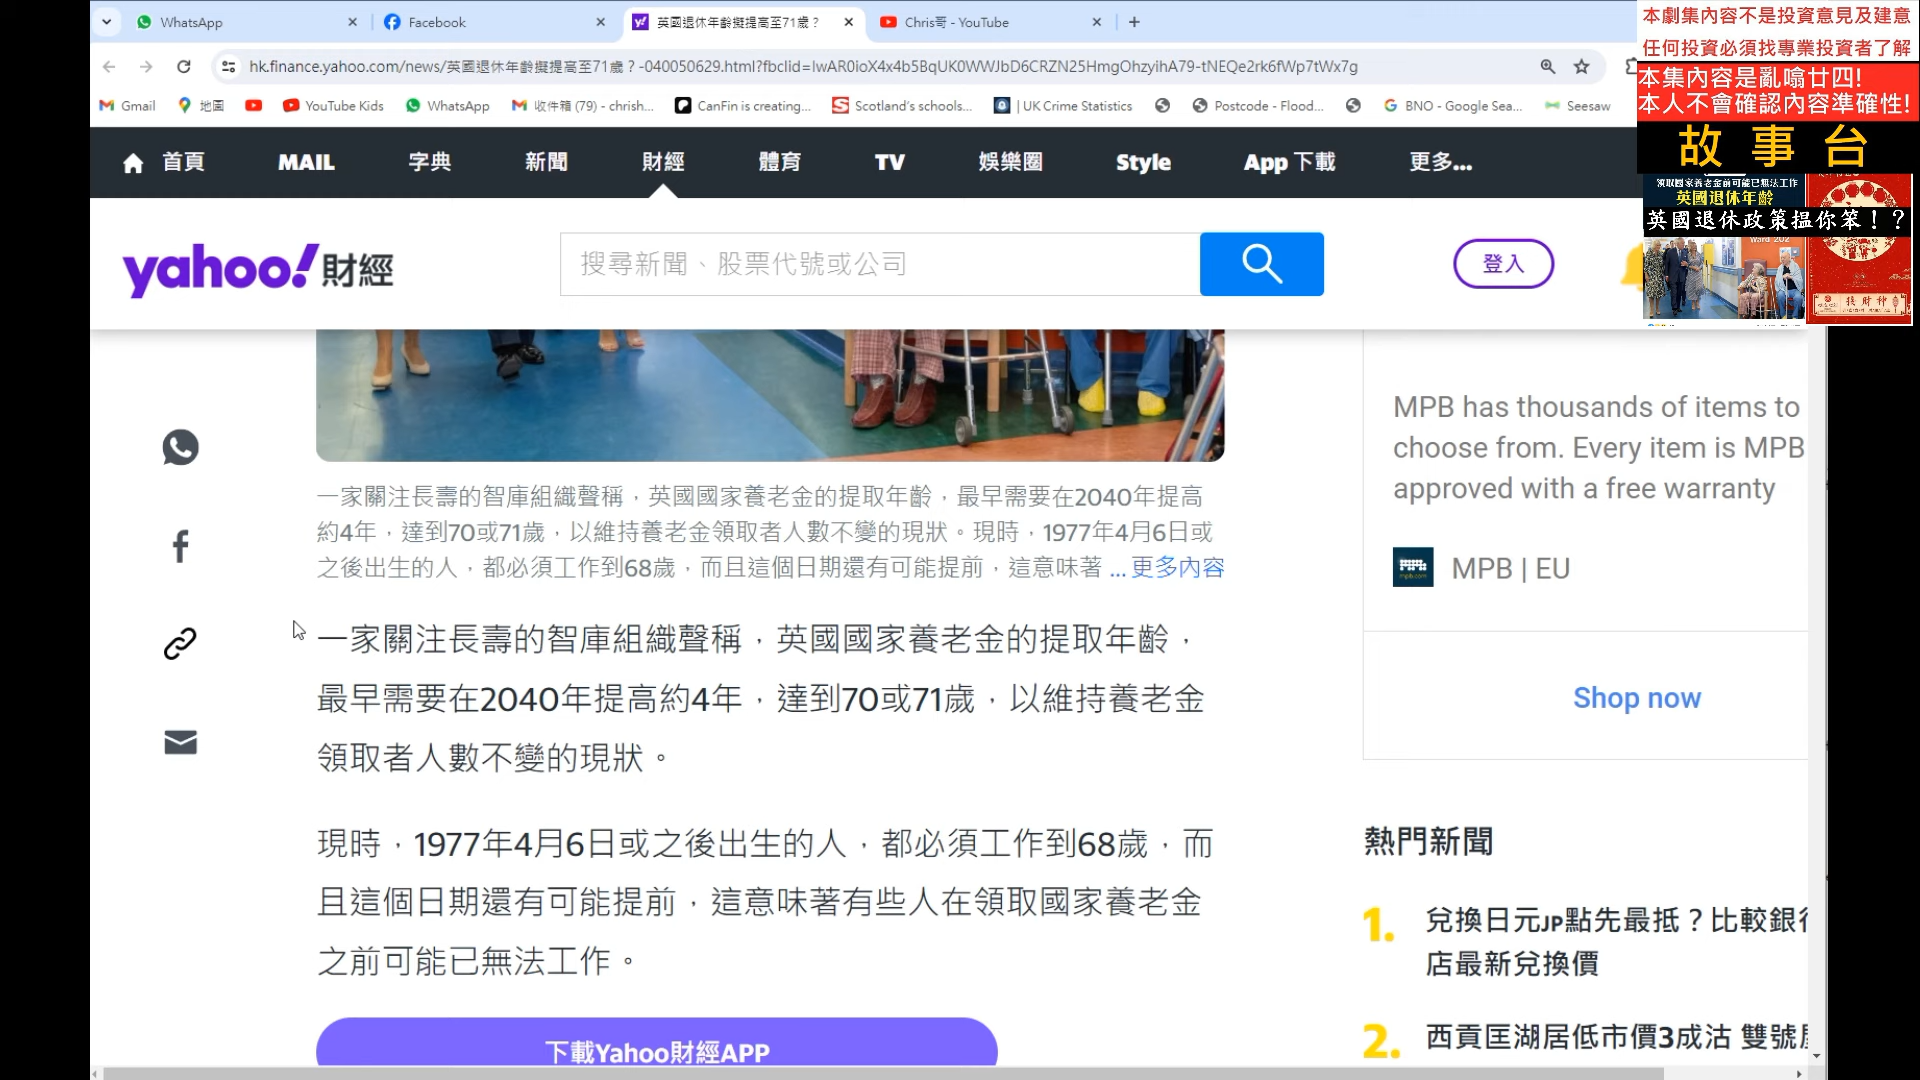 WhatsApp
Facebook
英國退休年齡擬提高至71歲？
Chris哥 - YouTube
hk.finance.yahoo.com/news/英國退休年齡擬提高至71歲？-040050629.html?fbclid=IwAR0ioX4x4b5BqUK0WWJbD6CRZN25HmgOhzyihA79-tNEQe2rk6fWp7tWx7g
Gmail
地圖
YouTube Kids
WhatsApp
收件箱 (79) - chrish...
CanFin is creating...
Scotland's schools...
| UK Crime Statistics
Postcode - Flood...
BNO - Google Sea...
Seesaw
本劇集內容不是投資意見及建意
任何投資必須找專業投資者了解
本集內容是亂噏廿四!
本人不會確認內容準確性!
故事台
領取國家養老金前可能已無法工作
英國退休年齡
英國退休政策揾你笨！？
Ward 202
接財神
首頁
MAIL
字典
新聞
財經
體育
TV
娛樂圈
Style
App 下載
更多...
yahoo!財經
搜尋新聞、股票代號或公司
登入
一家關注長壽的智庫組織聲稱，英國國家養老金的提取年齡，最早需要在2040年提高
約4年，達到70或71歲，以維持養老金領取者人數不變的現狀。現時，1977年4月6日或
之後出生的人，都必須工作到68歲，而且這個日期還有可能提前，這意味著 ... 更多內容
一家關注長壽的智庫組織聲稱，英國國家養老金的提取年齡，
最早需要在2040年提高約4年，達到70或71歲，以維持養老金
領取者人數不變的現狀。
現時，1977年4月6日或之後出生的人，都必須工作到68歲，而
且這個日期還有可能提前，這意味著有些人在領取國家養老金
之前可能已無法工作。
下載Yahoo財經APP
MPB has thousands of items to
choose from. Every item is MPB
approved with a free warranty
mpb.com
MPB | EU
Shop now
熱門新聞
1. 兌換日元JP點先最抵？比較銀行
店最新兌換價
2. 西貢匡湖居低市價3成沽 雙號